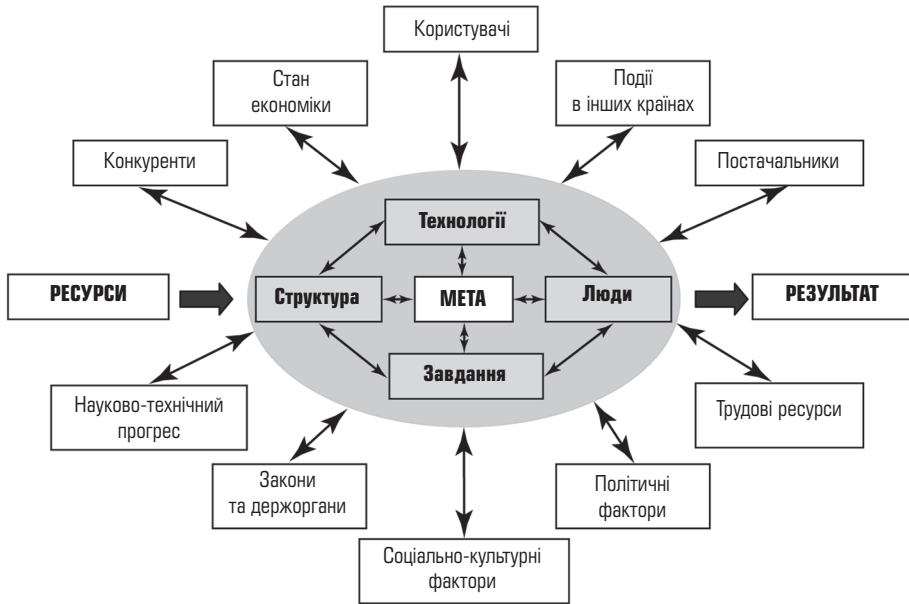 Користувачі
Стан
економіки
Події
в інших країнах
Конкуренти
Постачальники
Технології
РЕСУРСИ
Структура
МЕТА
Люди
РЕЗУЛЬТАТ
Завдання
Науково-технічний
прогрес
Трудові ресурси
Закони
та держоргани
Політичні
фактори
Соціально-культурні
фактори